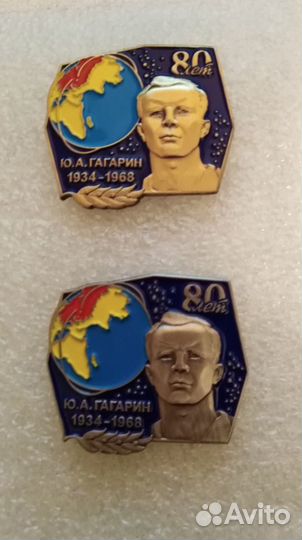 80
лет
Ю.А. ГАГАРИН
1934-1968
80
лет
Ю.А. ГАГАРИН
1934-1968
Avito